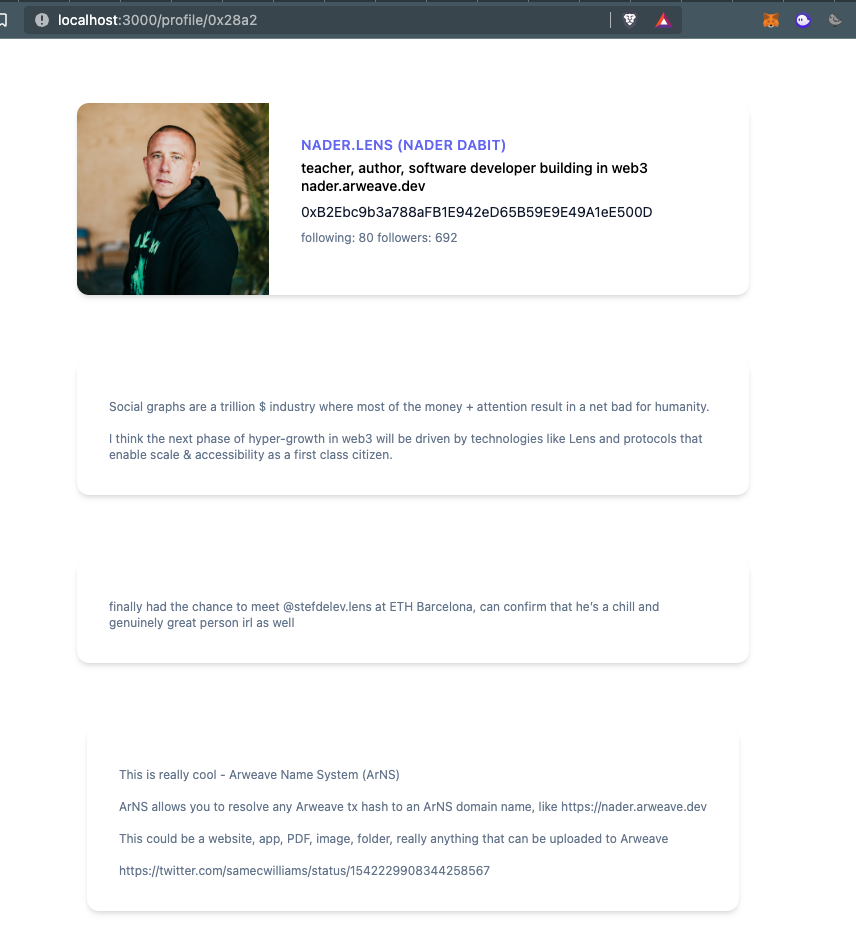 localhost:3000/profile/0x28a2
NADER.LENS (NADER DABIT)
teacher, author, software developer building in web3
nader.arweave.dev
0xB2Ebc9b3a788aFB1E942eD65B59E9E49A1eE500D
following: 80 followers: 692
Social graphs are a trillion $ industry where most of the money + attention result in a net bad for humanity.
I think the next phase of hyper-growth in web3 will be driven by technologies like Lens and protocols that
enable scale & accessibility as a first class citizen.
finally had the chance to meet @stefdelev.lens at ETH Barcelona, can confirm that he's a chill and
genuinely great person irl as well
This is really cool - Arweave Name System (ArNS)
ArNS allows you to resolve any Arweave tx hash to an ArNS domain name, like https://nader.arweave.dev
This could be a website, app, PDF, image, folder, really anything that can be uploaded to Arweave
https://twitter.com/samecwilliams/status/1542229908344258567